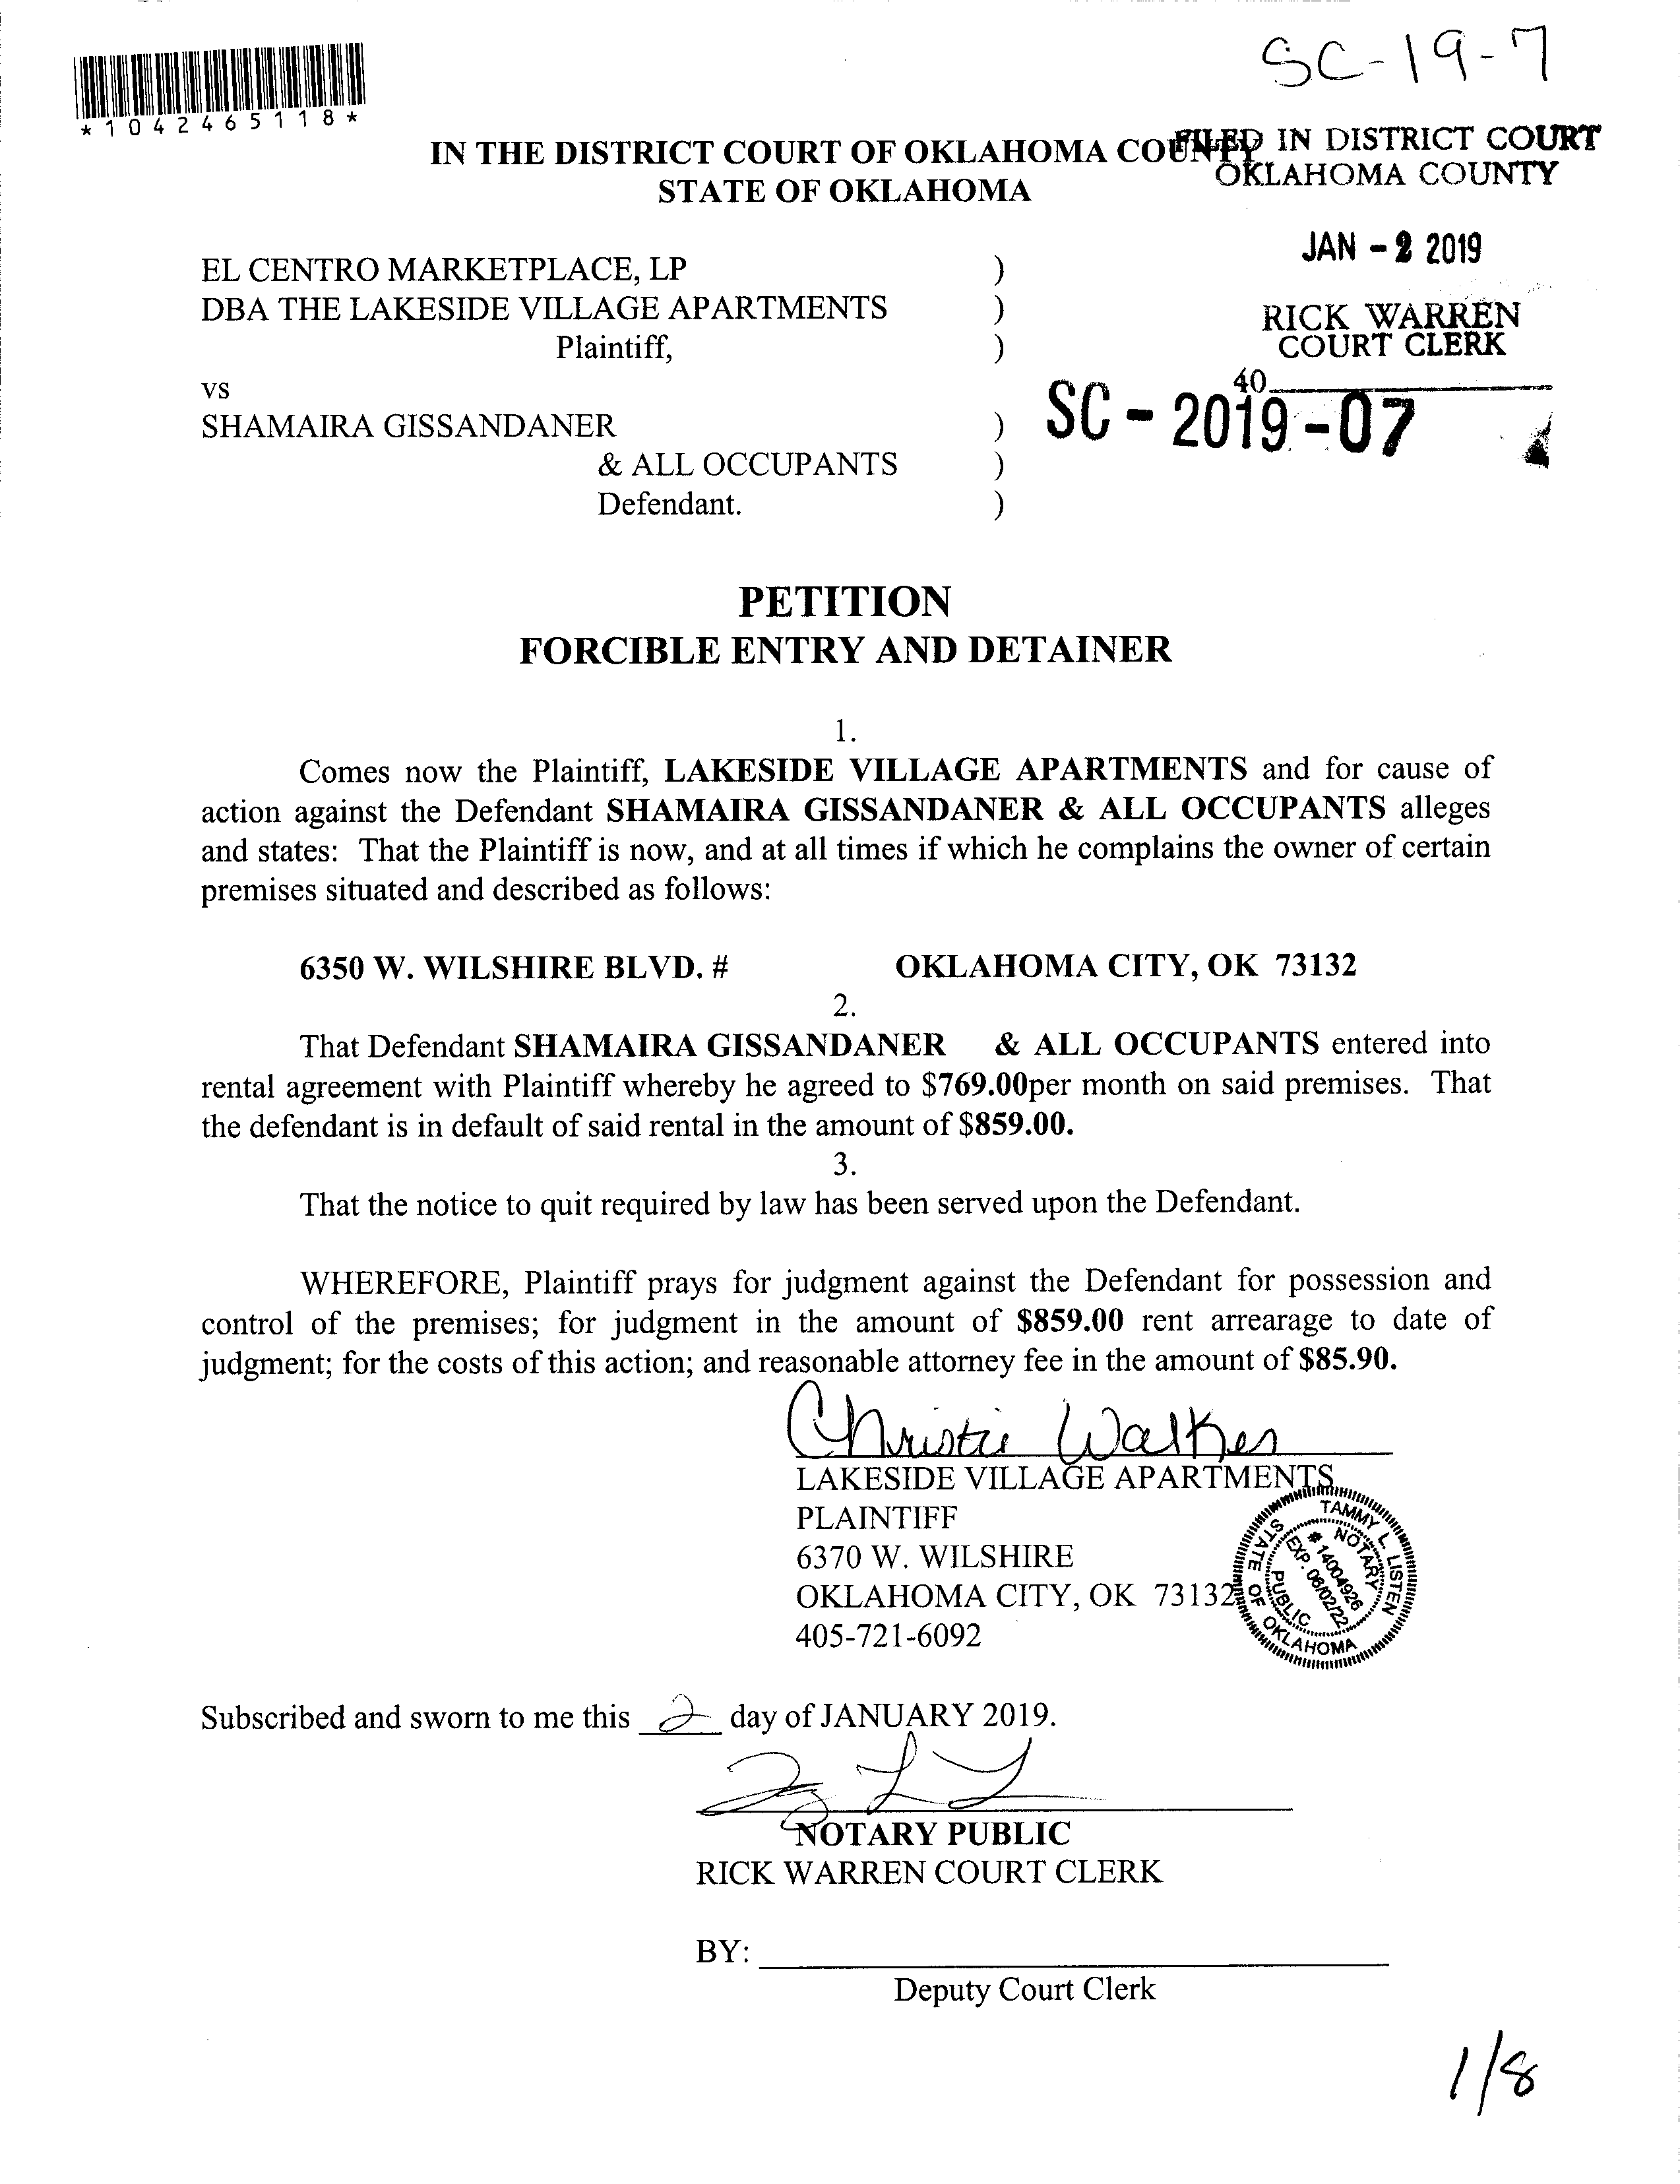 SC-19-7
*1042465118*
IN THE DISTRICT COURT OF OKLAHOMA COUNTY
STATE OF OKLAHOMA
FILED IN DISTRICT COURT
OKLAHOMA COUNTY
JAN - 2 2019
RICK WARREN
COURT CLERK
40
SC - 2019 - 07
EL CENTRO MARKETPLACE, LP )
DBA THE LAKESIDE VILLAGE APARTMENTS )
Plaintiff, )
vs
SHAMAIRA GISSANDANER )
& ALL OCCUPANTS )
Defendant. )
PETITION
FORCIBLE ENTRY AND DETAINER
1.
Comes now the Plaintiff, LAKESIDE VILLAGE APARTMENTS and for cause of
action against the Defendant SHAMAIRA GISSANDANER & ALL OCCUPANTS alleges
and states: That the Plaintiff is now, and at all times if which he complains the owner of certain
premises situated and described as follows:
6350 W. WILSHIRE BLVD. # OKLAHOMA CITY, OK 73132
2.
That Defendant SHAMAIRA GISSANDANER & ALL OCCUPANTS entered into
rental agreement with Plaintiff whereby he agreed to $769.00per month on said premises. That
the defendant is in default of said rental in the amount of $859.00.
3.
That the notice to quit required by law has been served upon the Defendant.
WHEREFORE, Plaintiff prays for judgment against the Defendant for possession and
control of the premises; for judgment in the amount of $859.00 rent arrearage to date of
judgment; for the costs of this action; and reasonable attorney fee in the amount of $85.90.
Christie Walker
LAKESIDE VILLAGE APARTMENTS
PLAINTIFF
6370 W. WILSHIRE
OKLAHOMA CITY, OK 73132
405-721-6092
TAMMY L. LISTEN
NOTARY
# 14004926
EXP. 06/02/22
PUBLIC
STATE OF OKLAHOMA
Subscribed and sworn to me this 2 day of JANUARY 2019.
NOTARY PUBLIC
RICK WARREN COURT CLERK
BY:
Deputy Court Clerk
1/8